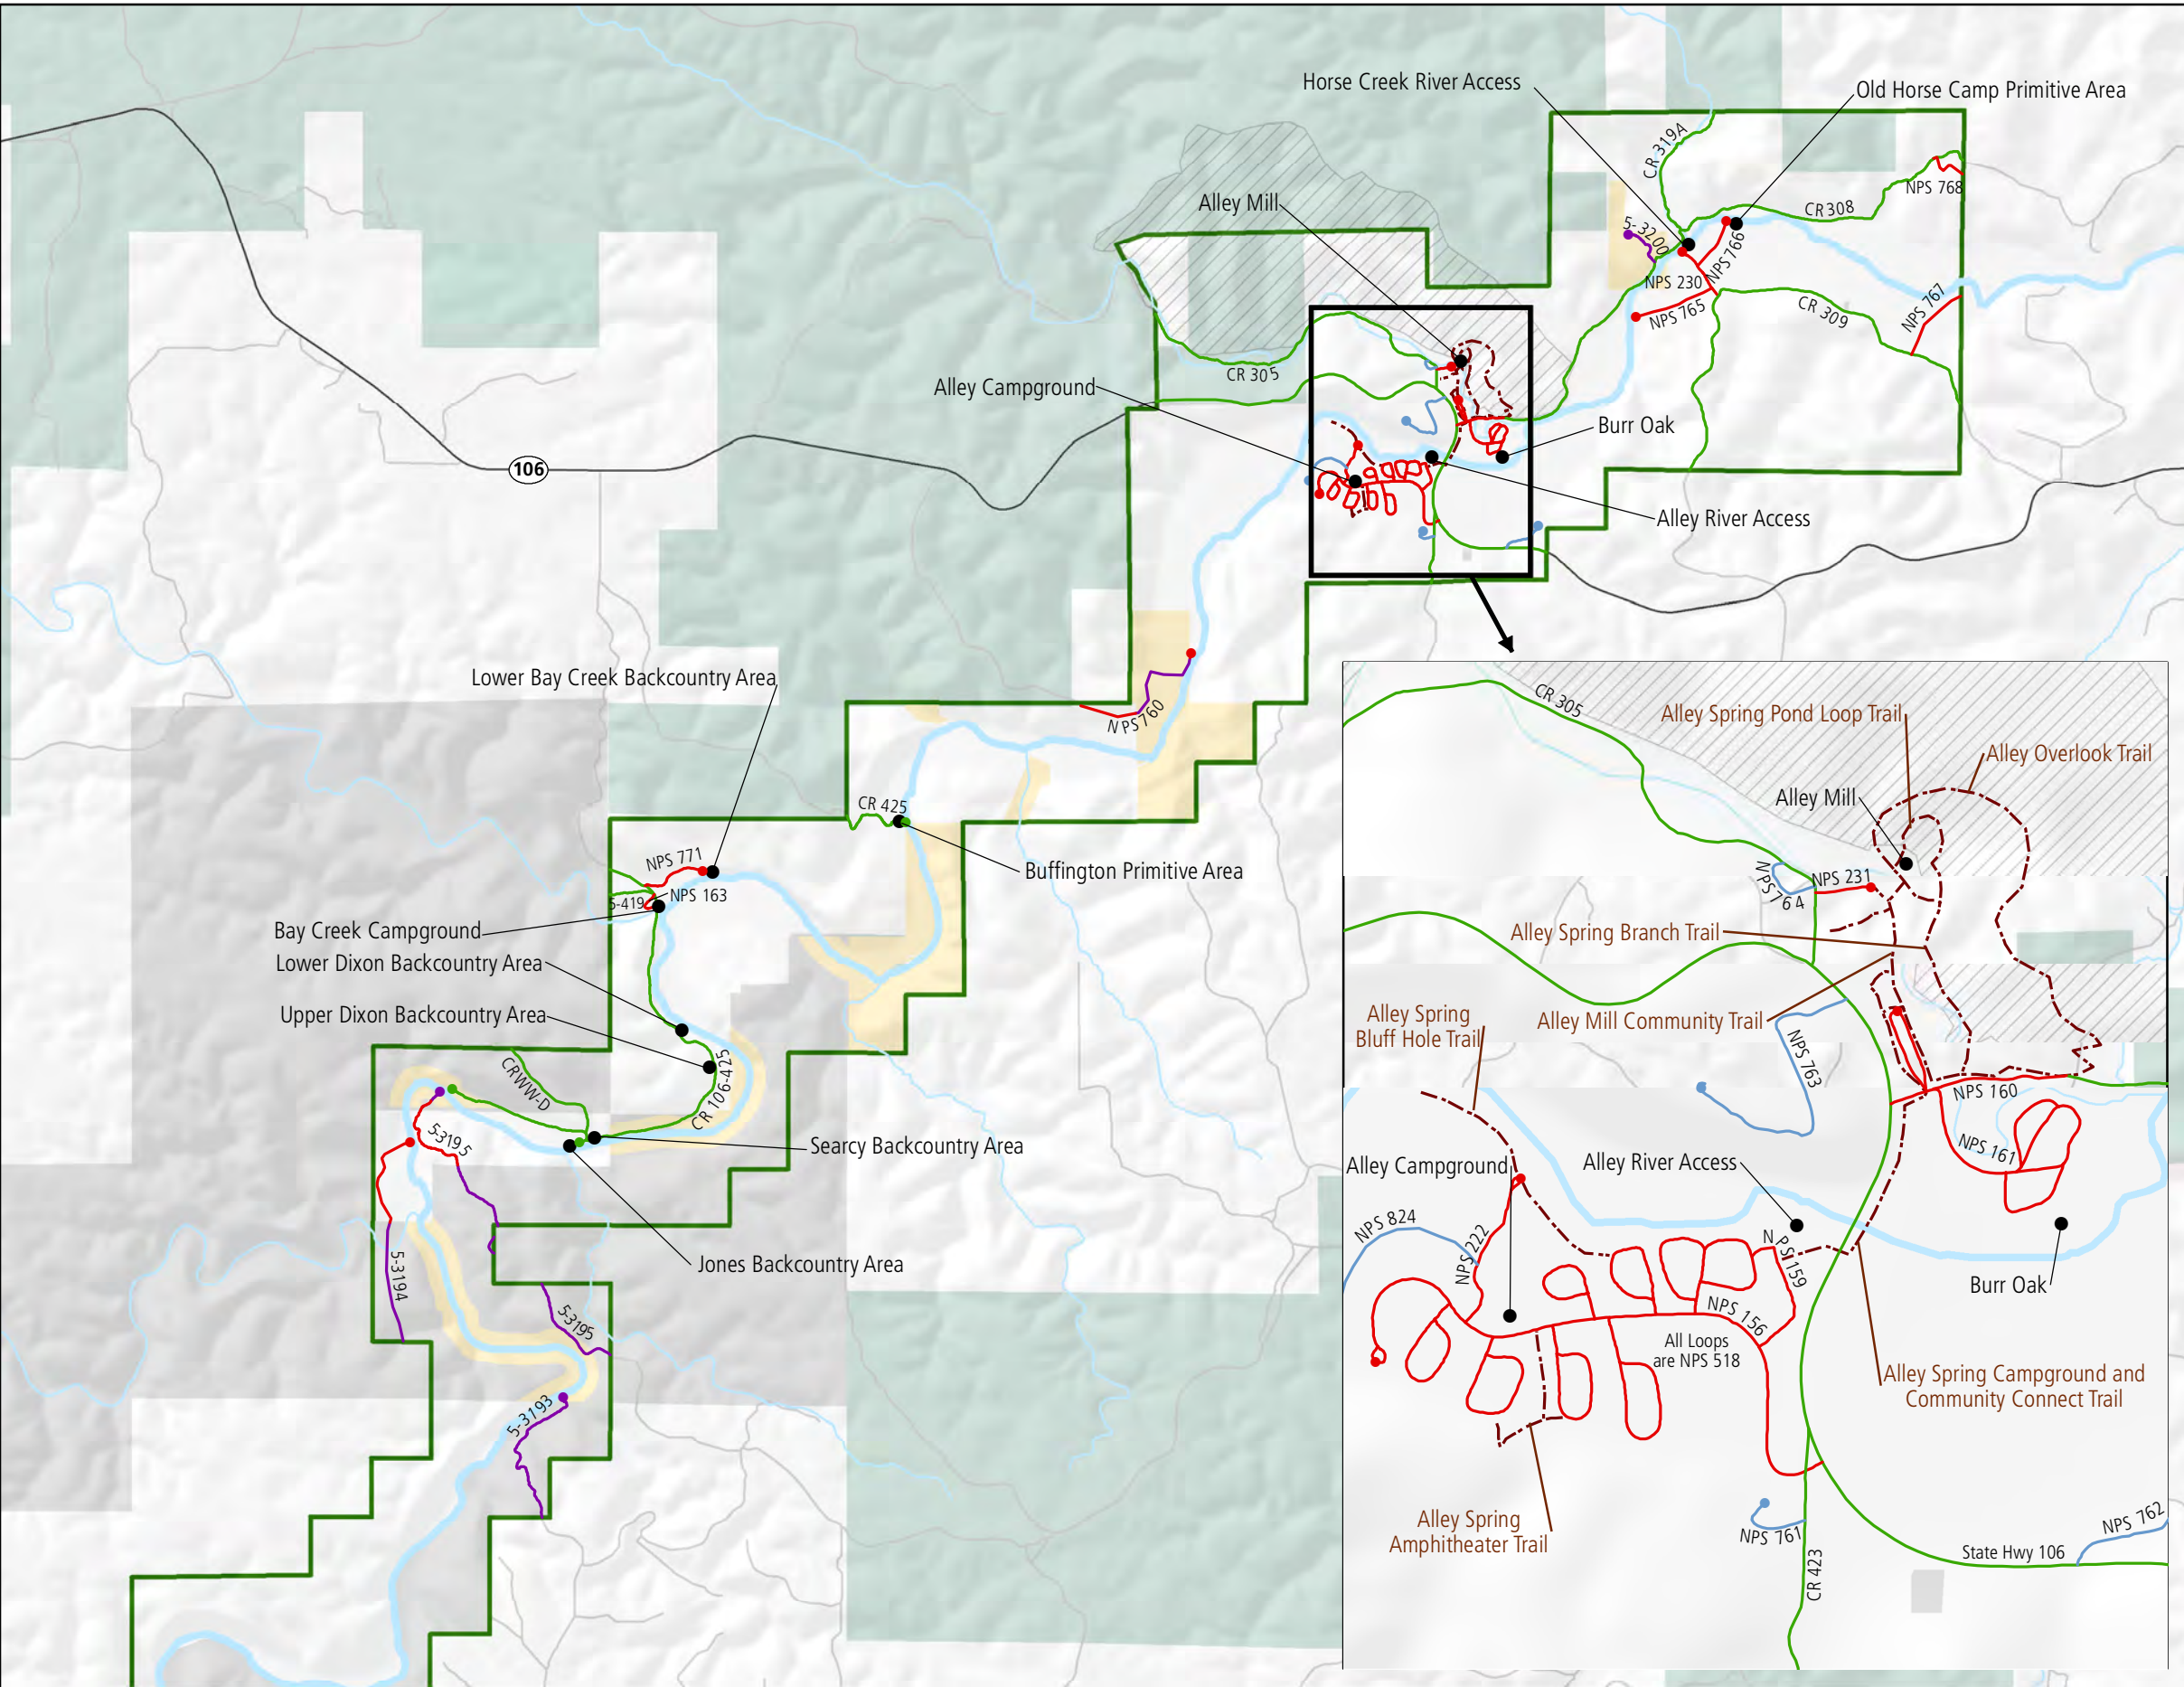 Horse Creek River Access
Old Horse Camp Primitive Area
CR 319A
NPS 768
Alley Mill
CR 308
5-3200
NPS 766
NPS 230
NPS 765
CR 309
NPS 767
CR 305
Alley Campground
Burr Oak
106
Alley River Access
Lower Bay Creek Backcountry Area
NPS 760
CR 425
NPS 771
Buffington Primitive Area
NPS 163
5-419
Bay Creek Campground
Lower Dixon Backcountry Area
Upper Dixon Backcountry Area
CRWW-D
CR 106-425
5-3195
Searcy Backcountry Area
Jones Backcountry Area
5-3194
5-3195
5-3193
CR 305
Alley Spring Pond Loop Trail
Alley Overlook Trail
Alley Mill
NPS 764
NPS 231
Alley Spring Branch Trail
Alley Spring
Bluff Hole Trail
Alley Mill Community Trail
NPS 763
NPS 160
NPS 161
Alley Campground
Alley River Access
NPS 824
NPS 222
NPS 159
Burr Oak
NPS 156
All Loops
are NPS 518
Alley Spring Campground and
Community Connect Trail
Alley Spring
Amphitheater Trail
NPS 761
NPS 762
State Hwy 106
CR 423